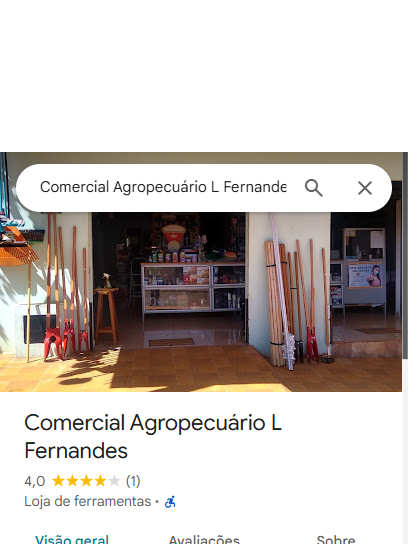 Comercial Agropecuário L Fernande
Comercial Agropecuário L
Fernandes
4,0 (1)
Loja de ferramentas ·
Visão geral Avaliações Sobre